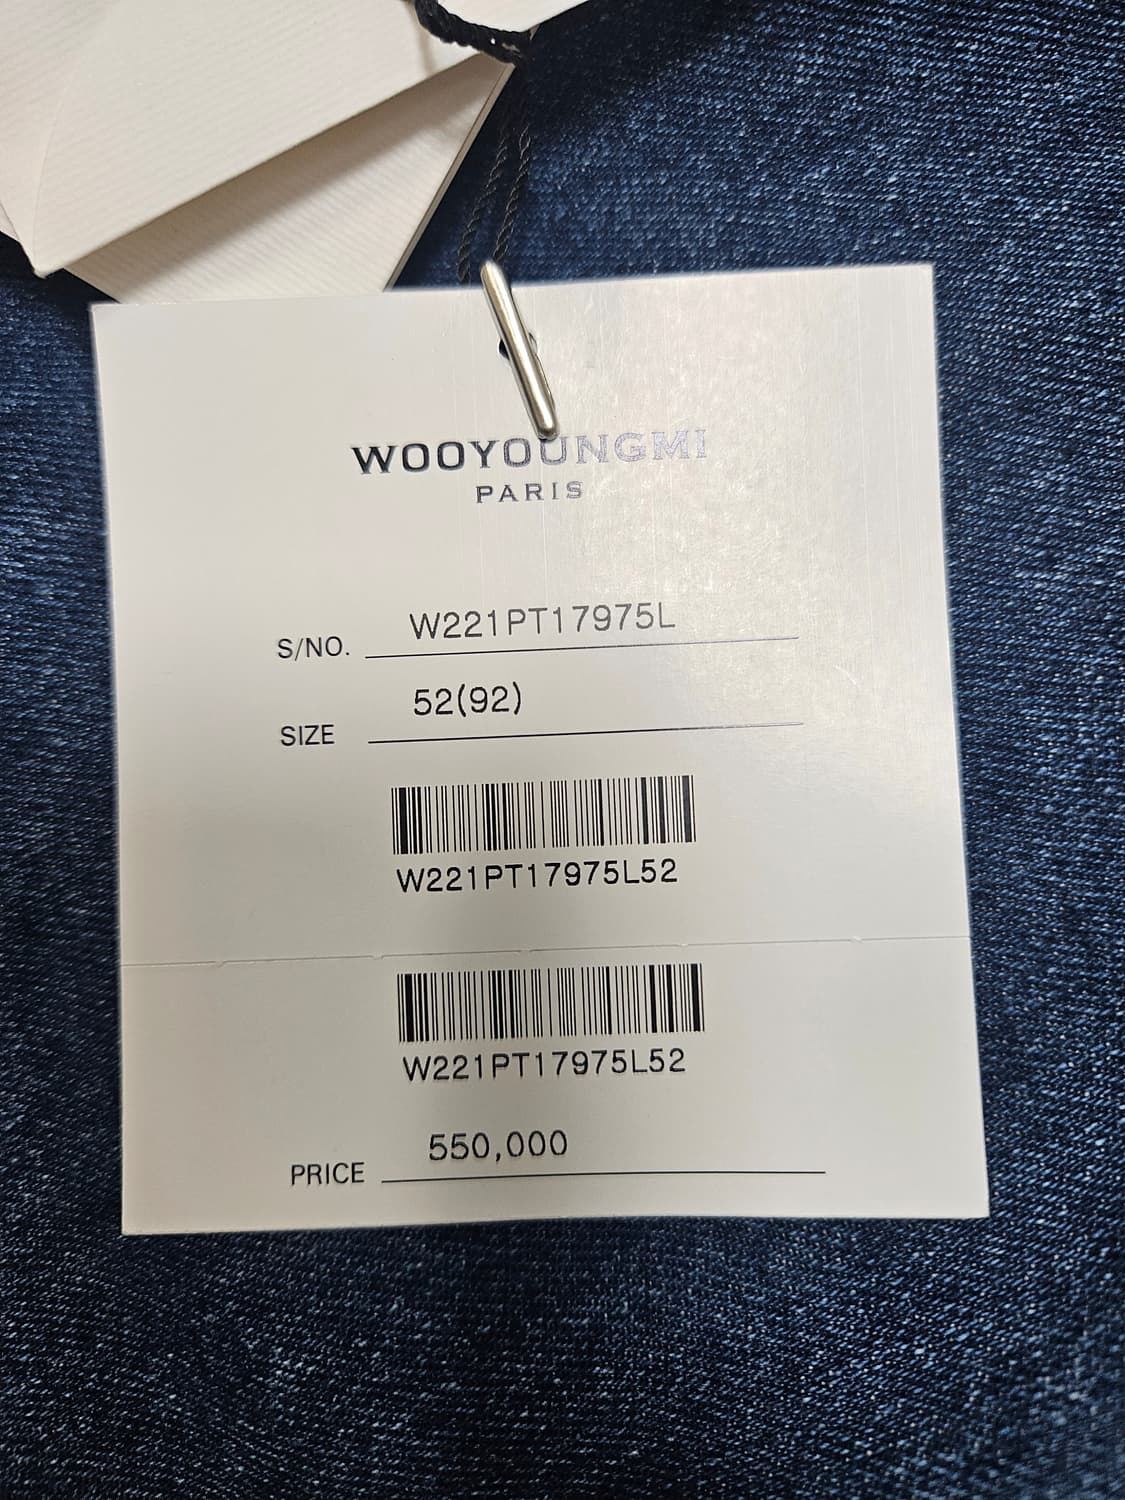 WOOYOUNGMI
PARIS
S/NO. W221PT17975L
SIZE 52(92)
W221PT17975L52
W221PT17975L52
PRICE 550,000